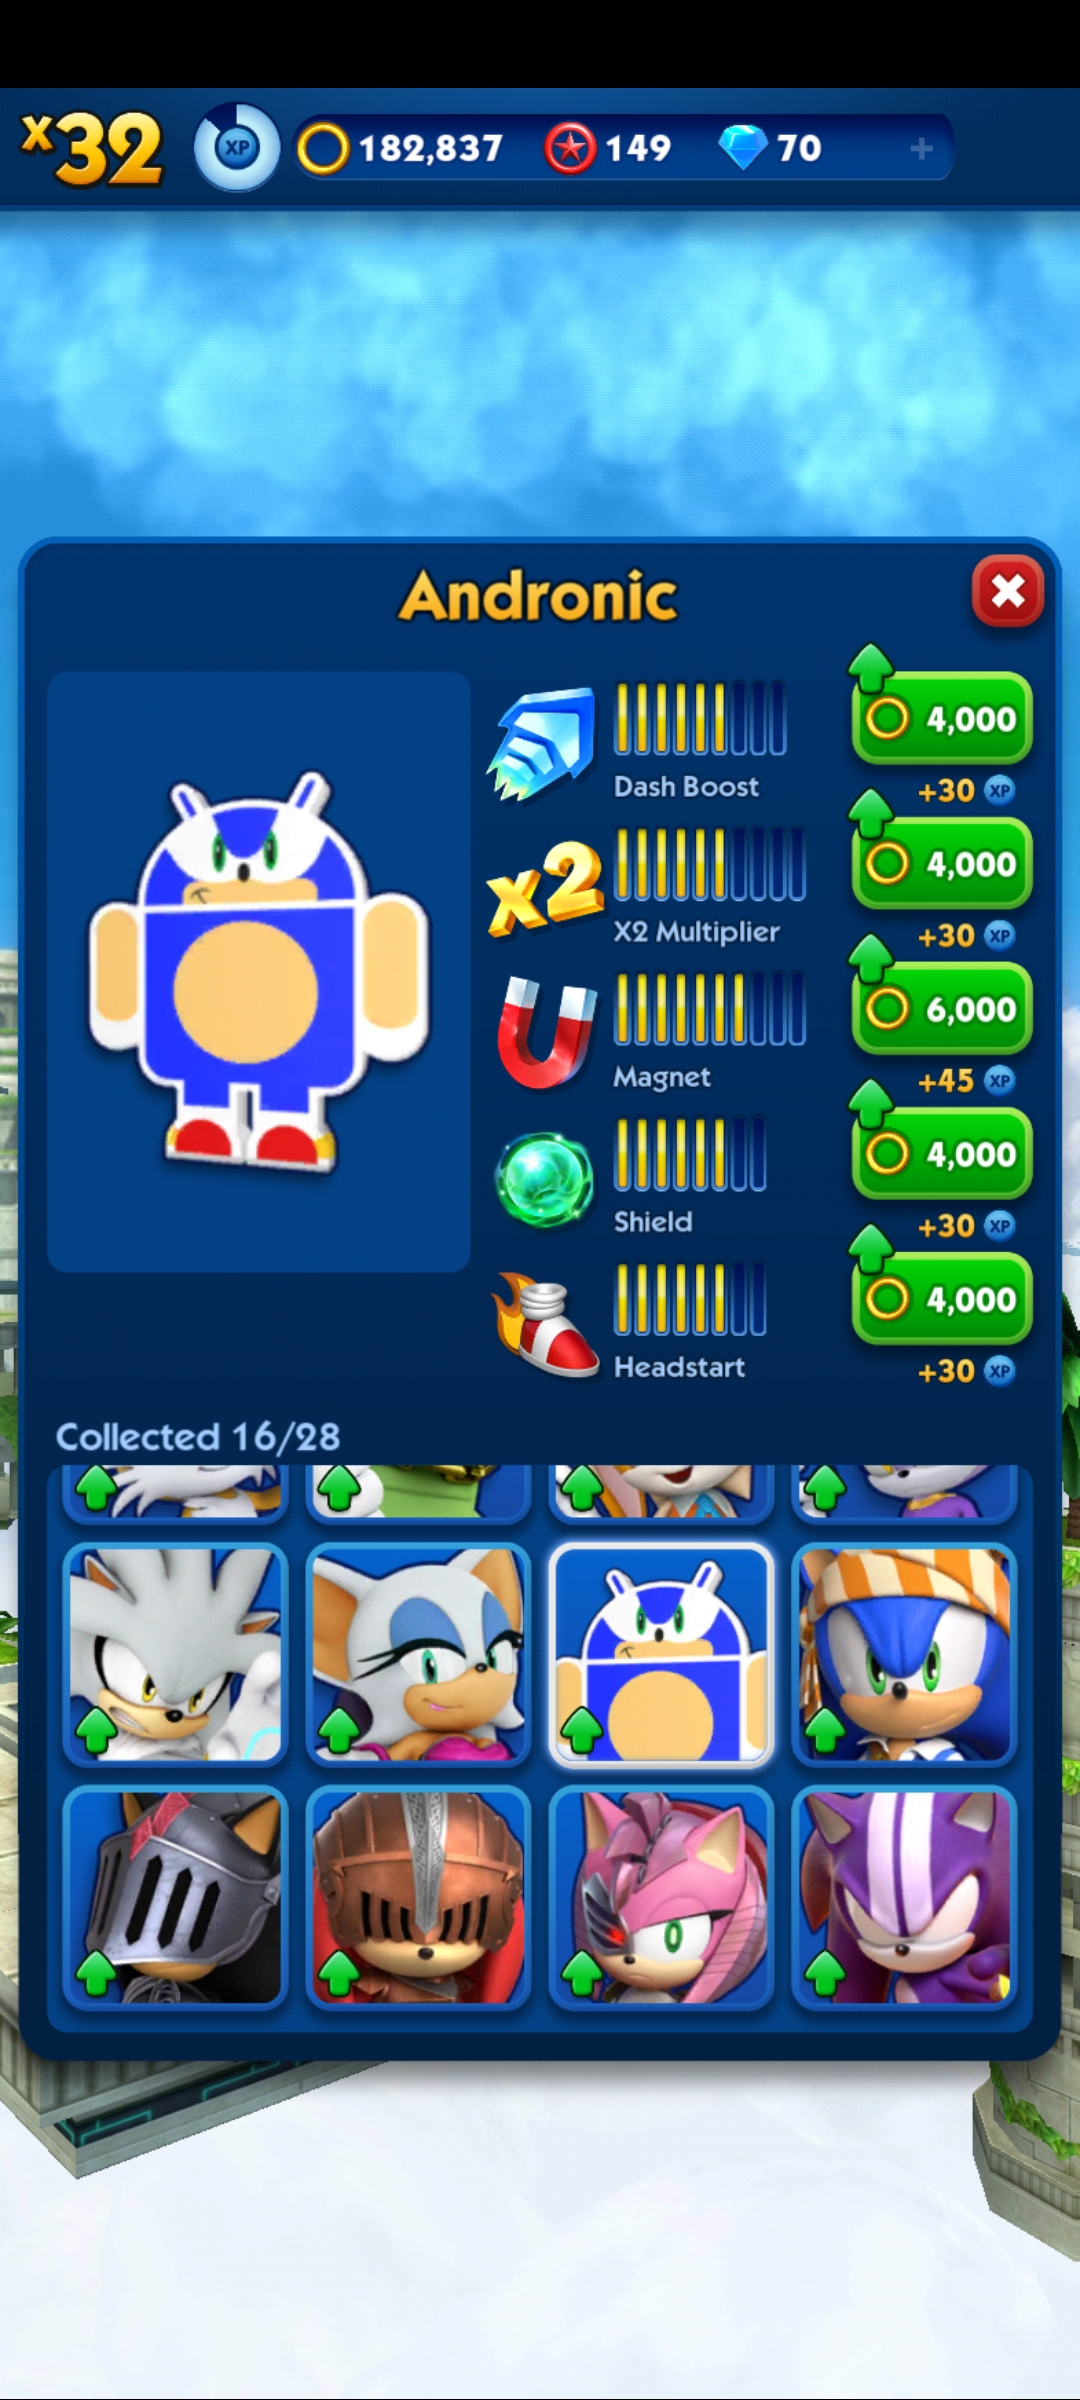 x32 XP 182,837 149 70 +
Andronic
4,000
Dash Boost +30 XP
x2 4,000
X2 Multiplier +30 XP
6,000
Magnet +45 XP
4,000
Shield +30 XP
4,000
Headstart +30 XP
Collected 16/28